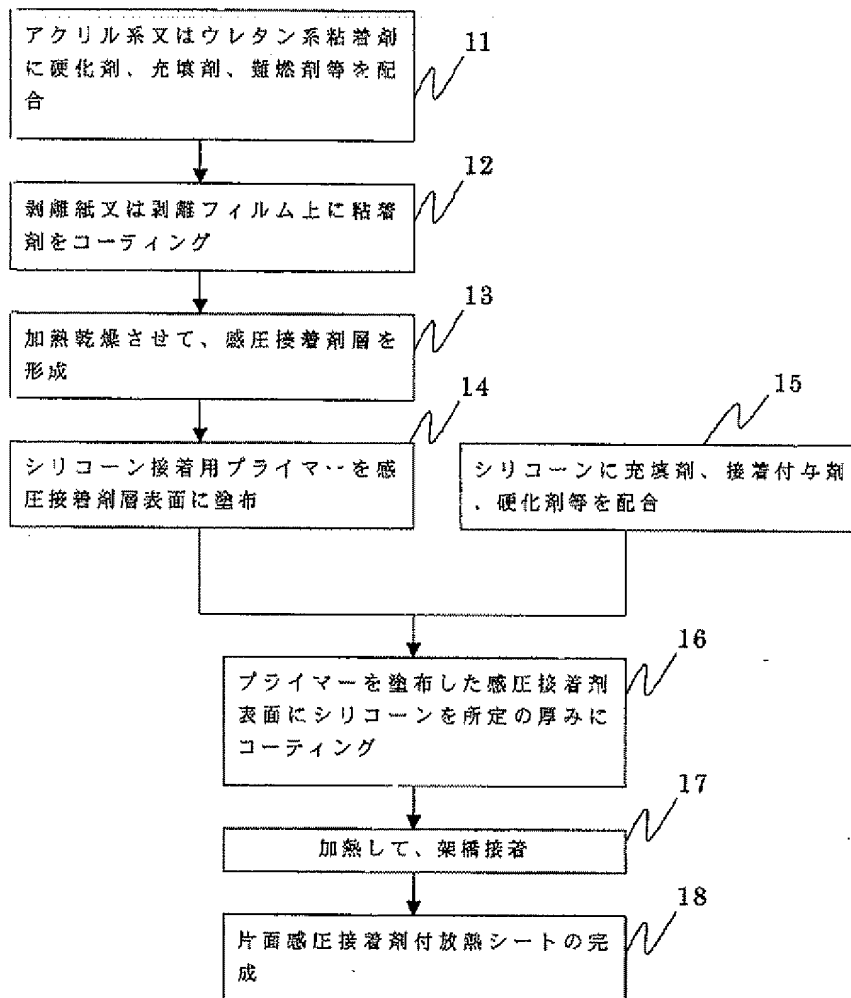 アクリル系又はウレタン系粘着剤
に硬化剤、充填剤、難燃剤等を配
合
11
剥離紙又は剥離フィルム上に粘着
剤をコーティング
12
加熱乾燥させて、感圧接着剤層を
形成
13
シリコーン接着用プライマーを感
圧接着剤層表面に塗布
14
シリコーンに充填剤、接着付与剤
、硬化剤等を配合
15
プライマーを塗布した感圧接着剤
表面にシリコーンを所定の厚みに
コーティング
16
加熱して、架橋接着
17
片面感圧接着剤付放熱シートの完
成
18